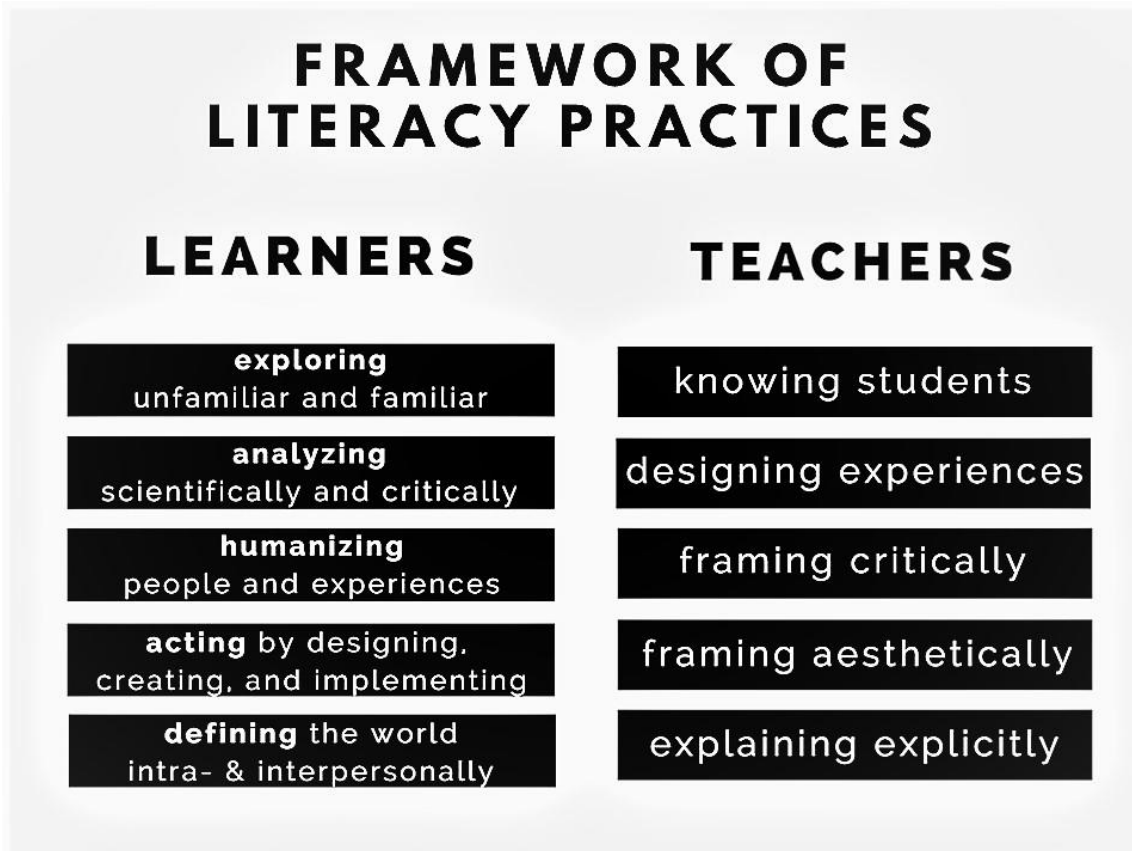 FRAMEWORK OF
LITERACY PRACTICES
LEARNERS
exploring
unfamiliar and familiar
analyzing
scientifically and critically
humanizing
people and experiences
acting by designing,
creating, and implementing
defining the world
intra- & interpersonally
TEACHERS
knowing students
designing experiences
framing critically
framing aesthetically
explaining explicitly